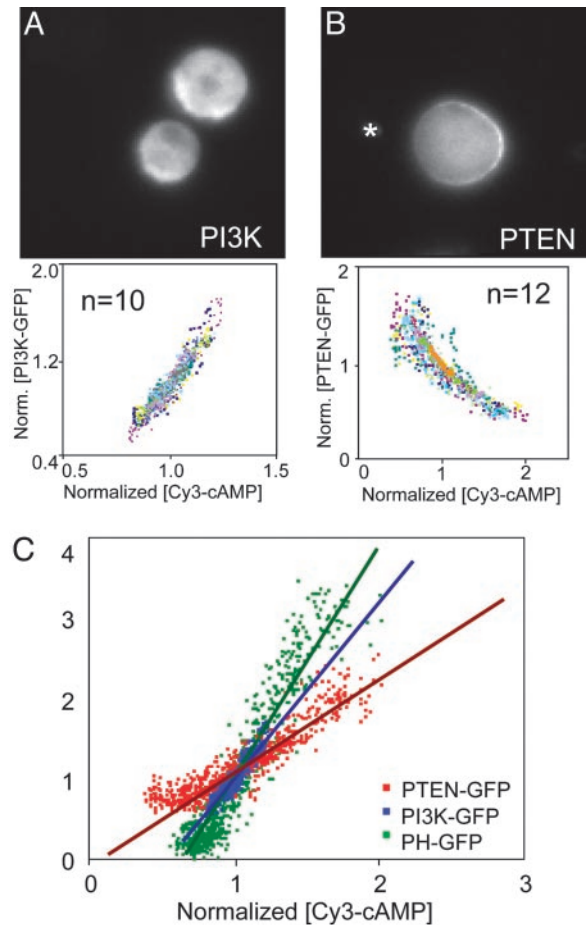 A
B
*
PI3K
PTEN
2.0
1.2
0.4
n=10
Norm. [PI3K-GFP]
0.5 1.0 1.5
Normalized [Cy3-cAMP]
2
1
0
n=12
Norm. [PTEN-GFP]
0 1 2
Normalized [Cy3-cAMP]
C
4
3
2
1
0
PTEN-GFP
PI3K-GFP
PH-GFP
0 1 2 3
Normalized [Cy3-cAMP]